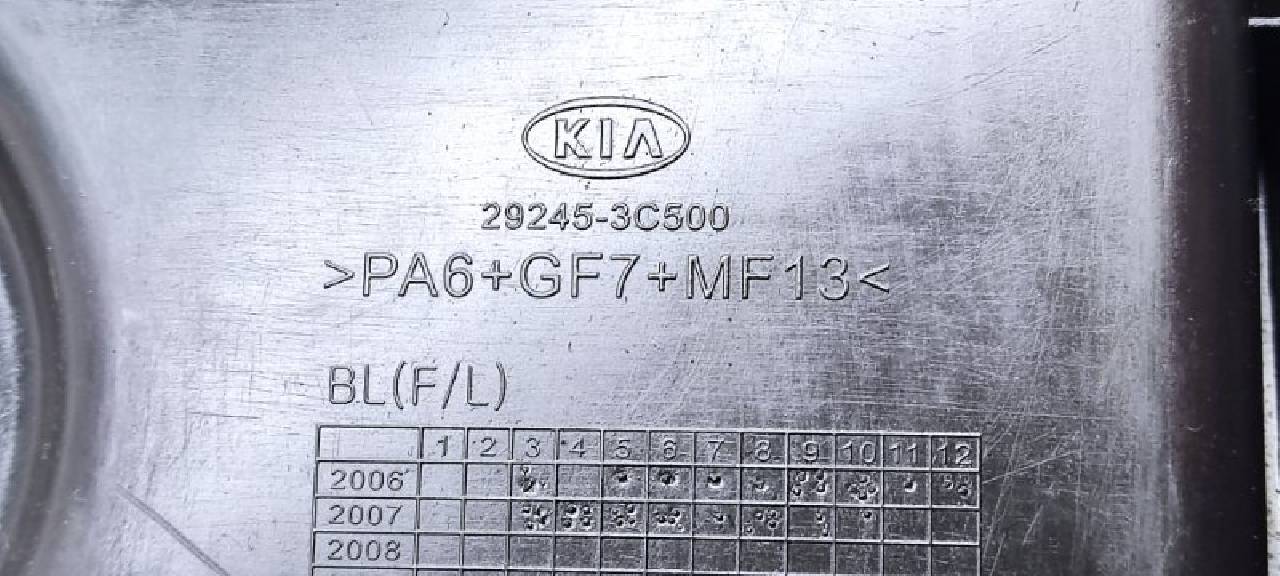 KIA
29245-3C500
>PA6+GF7+MF13<
BL(F/L)
1 2 3 4 5 6 7 8 9 10 11 12
2006
2007
2008